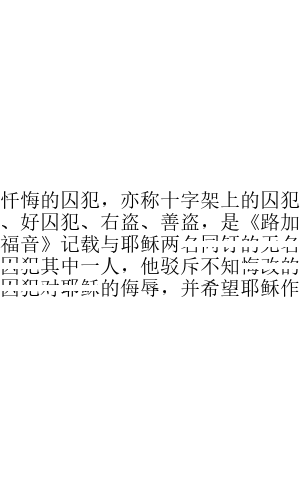 忏悔的囚犯，亦称十字架上的囚犯
、好囚犯、右盗、善盗，是《路加
福音》记载与耶稣两名同钉的无名
囚犯其中一人，他驳斥不知悔改的
囚犯对耶稣的侮辱，并希望耶稣作